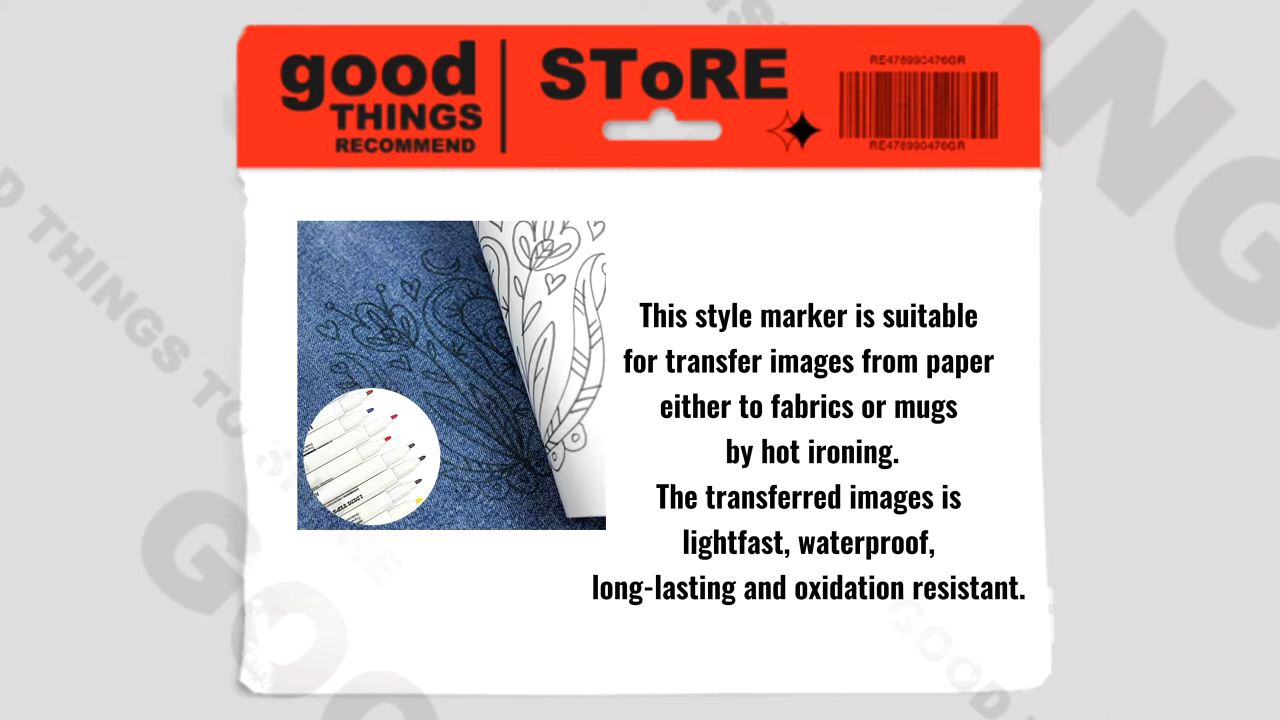 good
THINGS
RECOMMEND
SToRE
RE478990476GR
RE478990476GR
This style marker is suitable
for transfer images from paper
either to fabrics or mugs
by hot ironing.
The transferred images is
lightfast, waterproof,
long-lasting and oxidation resistant.